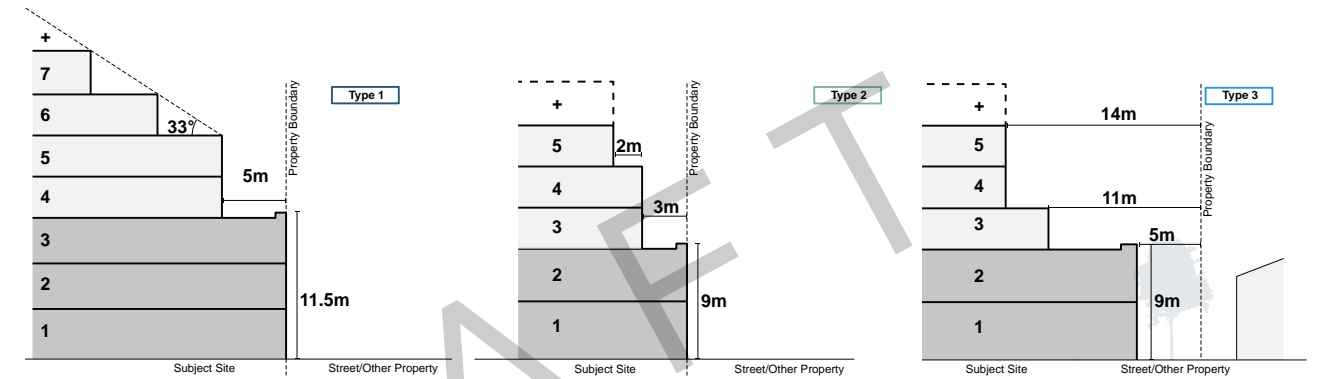 +
7
6
5
4
3
2
1
33°
5m
11.5m
Property Boundary
Type 1
Subject Site
Street/Other Property
+
5
4
3
2
1
2m
3m
9m
Property Boundary
Type 2
Subject Site
Street/Other Property
+
5
4
3
2
1
14m
11m
5m
9m
Property Boundary
Type 3
Subject Site
Street/Other Property
A F T